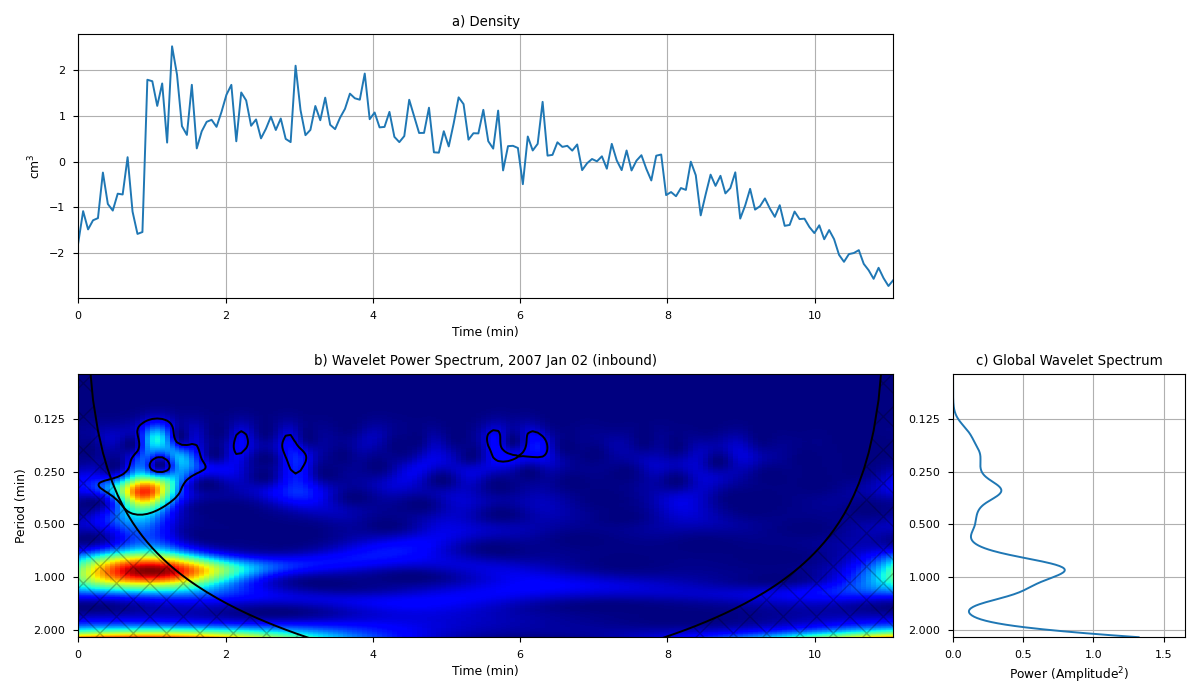 a) Density
cm³
2
1
0
−1
−2
0 2 4 6 8 10
Time (min)
b) Wavelet Power Spectrum, 2007 Jan 02 (inbound)
Period (min)
0.125
0.250
0.500
1.000
2.000
0 2 4 6 8 10
Time (min)
c) Global Wavelet Spectrum
0.125
0.250
0.500
1.000
2.000
0.0 0.5 1.0 1.5
Power (Amplitude²)